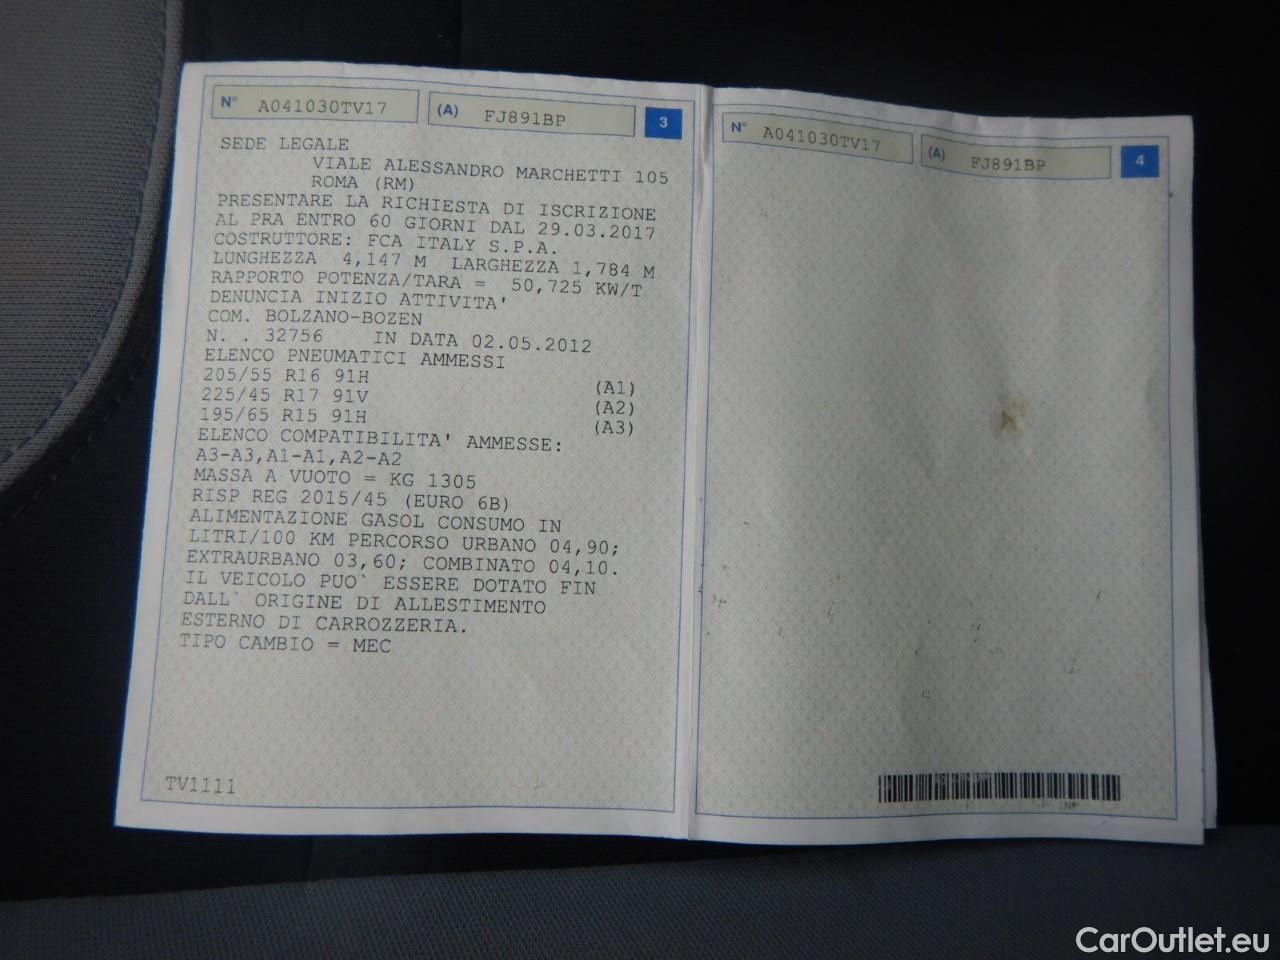 N° A041030TV17 (A) FJ891BP 3
SEDE LEGALE
VIALE ALESSANDRO MARCHETTI 105
ROMA (RM)
PRESENTARE LA RICHIESTA DI ISCRIZIONE
AL PRA ENTRO 60 GIORNI DAL 29.03.2017
COSTRUTTORE: FCA ITALY S.P.A.
LUNGHEZZA 4,147 M LARGHEZZA 1,784 M
RAPPORTO POTENZA/TARA = 50,725 KW/T
DENUNCIA INIZIO ATTIVITA'
COM. BOLZANO-BOZEN
N. . 32756 IN DATA 02.05.2012
ELENCO PNEUMATICI AMMESSI
205/55 R16 91H (A1)
225/45 R17 91V (A2)
195/65 R15 91H (A3)
ELENCO COMPATIBILITA' AMMESSE:
A3-A3,A1-A1,A2-A2
MASSA A VUOTO = KG 1305
RISP REG 2015/45 (EURO 6B)
ALIMENTAZIONE GASOL CONSUMO IN
LITRI/100 KM PERCORSO URBANO 04,90;
EXTRAURBANO 03,60; COMBINATO 04,10.
IL VEICOLO PUO` ESSERE DOTATO FIN
DALL` ORIGINE DI ALLESTIMENTO
ESTERNO DI CARROZZERIA.
TIPO CAMBIO = MEC
TV1111
N° A041030TV17 (A) FJ891BP 4
CarOutlet.eu